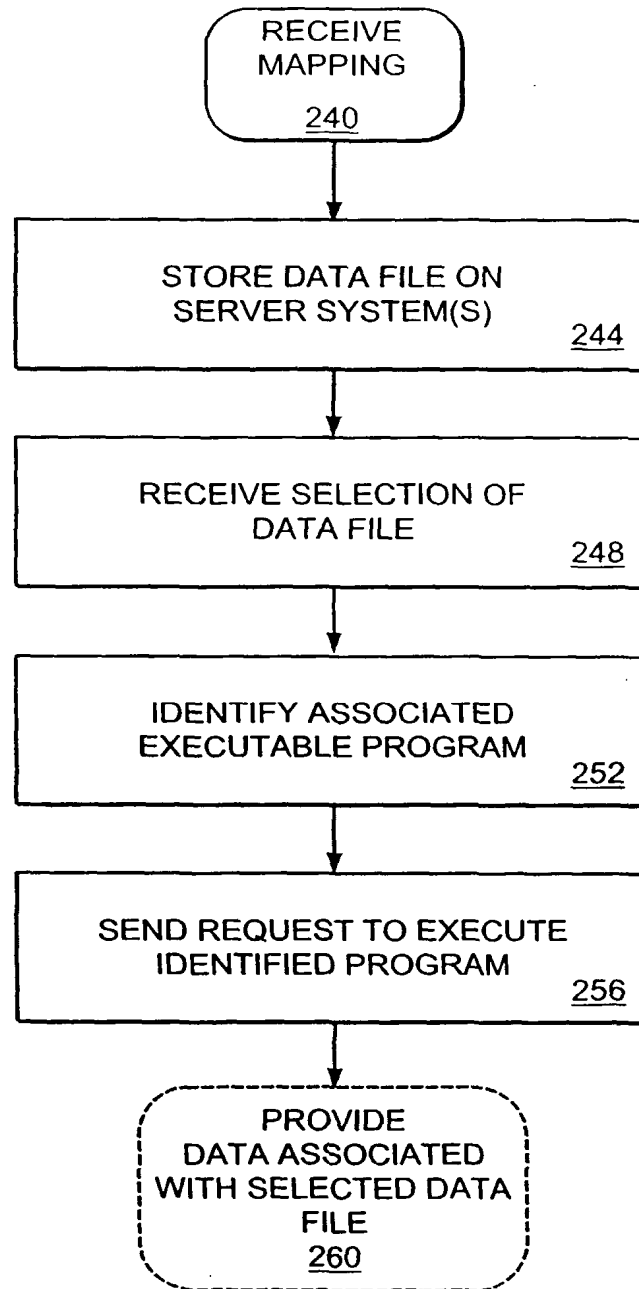 RECEIVE
MAPPING
240
STORE DATA FILE ON
SERVER SYSTEM(S)
244
RECEIVE SELECTION OF
DATA FILE
248
IDENTIFY ASSOCIATED
EXECUTABLE PROGRAM
252
SEND REQUEST TO EXECUTE
IDENTIFIED PROGRAM
256
PROVIDE
DATA ASSOCIATED
WITH SELECTED DATA
FILE
260